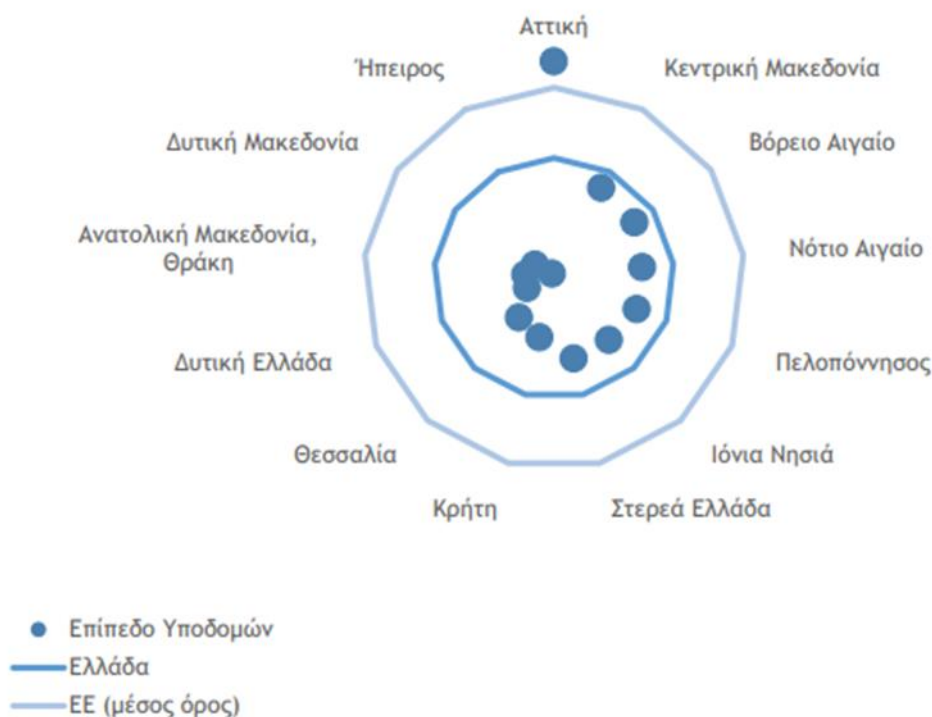 Αττική
Ήπειρος
Κεντρική Μακεδονία
Δυτική Μακεδονία
Βόρειο Αιγαίο
Ανατολική Μακεδονία,
Θράκη
Νότιο Αιγαίο
Δυτική Ελλάδα
Πελοπόννησος
Θεσσαλία
Ιόνια Νησιά
Κρήτη
Στερεά Ελλάδα
Επίπεδο Υποδομών
Ελλάδα
ΕΕ (μέσος όρος)